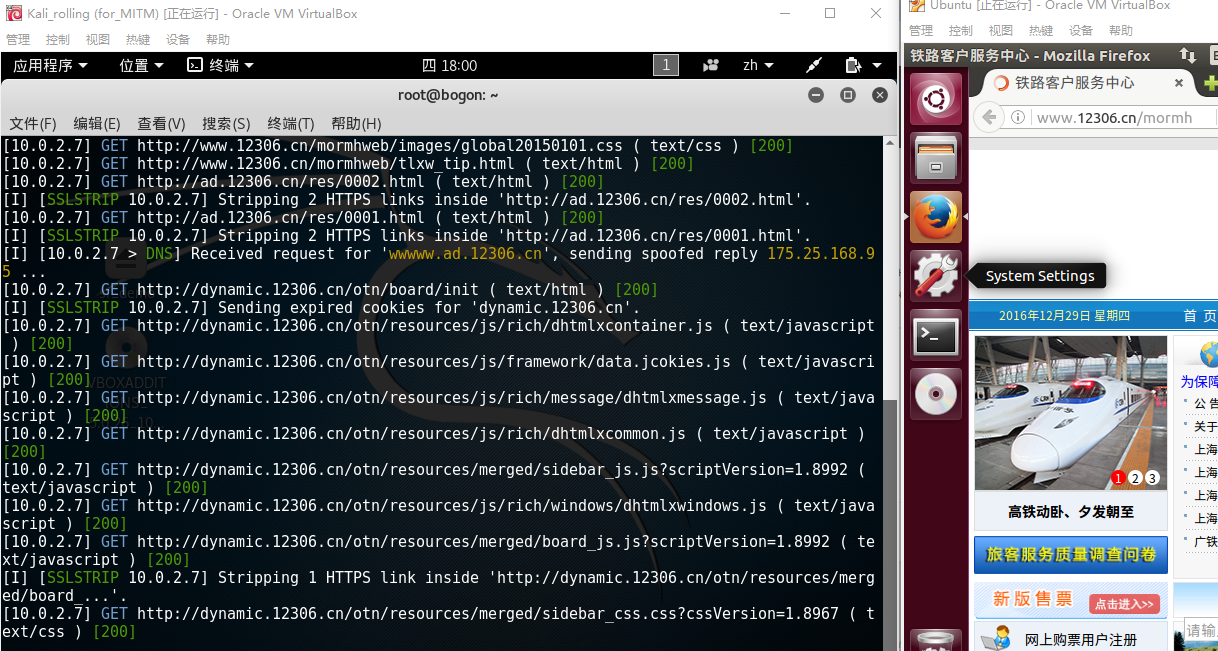 Kali_rolling (for_MITM) [正在运行] - Oracle VM VirtualBox
管理 控制 视图 热键 设备 帮助
应用程序 位置 终端 四 18:00 1 zh
root@bogon: ~
文件(F) 编辑(E) 查看(V) 搜索(S) 终端(T) 帮助(H)
[10.0.2.7] GET http://www.12306.cn/mormhweb/images/global20150101.css ( text/css ) [200]
[10.0.2.7] GET http://www.12306.cn/mormhweb/tlxw_tip.html ( text/html ) [200]
[10.0.2.7] GET http://ad.12306.cn/res/0002.html ( text/html ) [200]
[I] [SSLSTRIP 10.0.2.7] Stripping 2 HTTPS links inside 'http://ad.12306.cn/res/0002.html'.
[10.0.2.7] GET http://ad.12306.cn/res/0001.html ( text/html ) [200]
[I] [SSLSTRIP 10.0.2.7] Stripping 2 HTTPS links inside 'http://ad.12306.cn/res/0001.html'.
[I] [10.0.2.7 > DNS] Received request for 'wwwww.ad.12306.cn', sending spoofed reply 175.25.168.9
5 ...
[10.0.2.7] GET http://dynamic.12306.cn/otn/board/init ( text/html ) [200]
[I] [SSLSTRIP 10.0.2.7] Sending expired cookies for 'dynamic.12306.cn'.
[10.0.2.7] GET http://dynamic.12306.cn/otn/resources/js/rich/dhtmlxcontainer.js ( text/javascript
 ) [200]
[10.0.2.7] GET http://dynamic.12306.cn/otn/resources/js/framework/data.jcokies.js ( text/javascri
pt ) [200]
[10.0.2.7] GET http://dynamic.12306.cn/otn/resources/js/rich/message/dhtmlxmessage.js ( text/java
script ) [200]
[10.0.2.7] GET http://dynamic.12306.cn/otn/resources/js/rich/dhtmlxcommon.js ( text/javascript )
[200]
[10.0.2.7] GET http://dynamic.12306.cn/otn/resources/merged/sidebar_js.js?scriptVersion=1.8992 (
text/javascript ) [200]
[10.0.2.7] GET http://dynamic.12306.cn/otn/resources/js/rich/windows/dhtmlxwindows.js ( text/java
script ) [200]
[10.0.2.7] GET http://dynamic.12306.cn/otn/resources/merged/board_js.js?scriptVersion=1.8992 ( te
xt/javascript ) [200]
[I] [SSLSTRIP 10.0.2.7] Stripping 1 HTTPS link inside 'http://dynamic.12306.cn/otn/resources/merg
ed/board_...'.
[10.0.2.7] GET http://dynamic.12306.cn/otn/resources/merged/sidebar_css.css?cssVersion=1.8967 ( t
ext/css ) [200]
VBOXADDIT
Ubuntu [正在运行] - Oracle VM VirtualBox
管理 控制 视图 热键 设备 帮助
铁路客户服务中心 - Mozilla Firefox
铁路客户服务中心
www.12306.cn/mormh
System Settings
2016年12月29日 星期四 首 页
为保障
1 2 3
公告
关于
上海
上海
上海
上海
广铁
高铁动卧、夕发朝至
旅客服务质量调查问卷
新版售票 点击进入>>
网上购票用户注册
请输